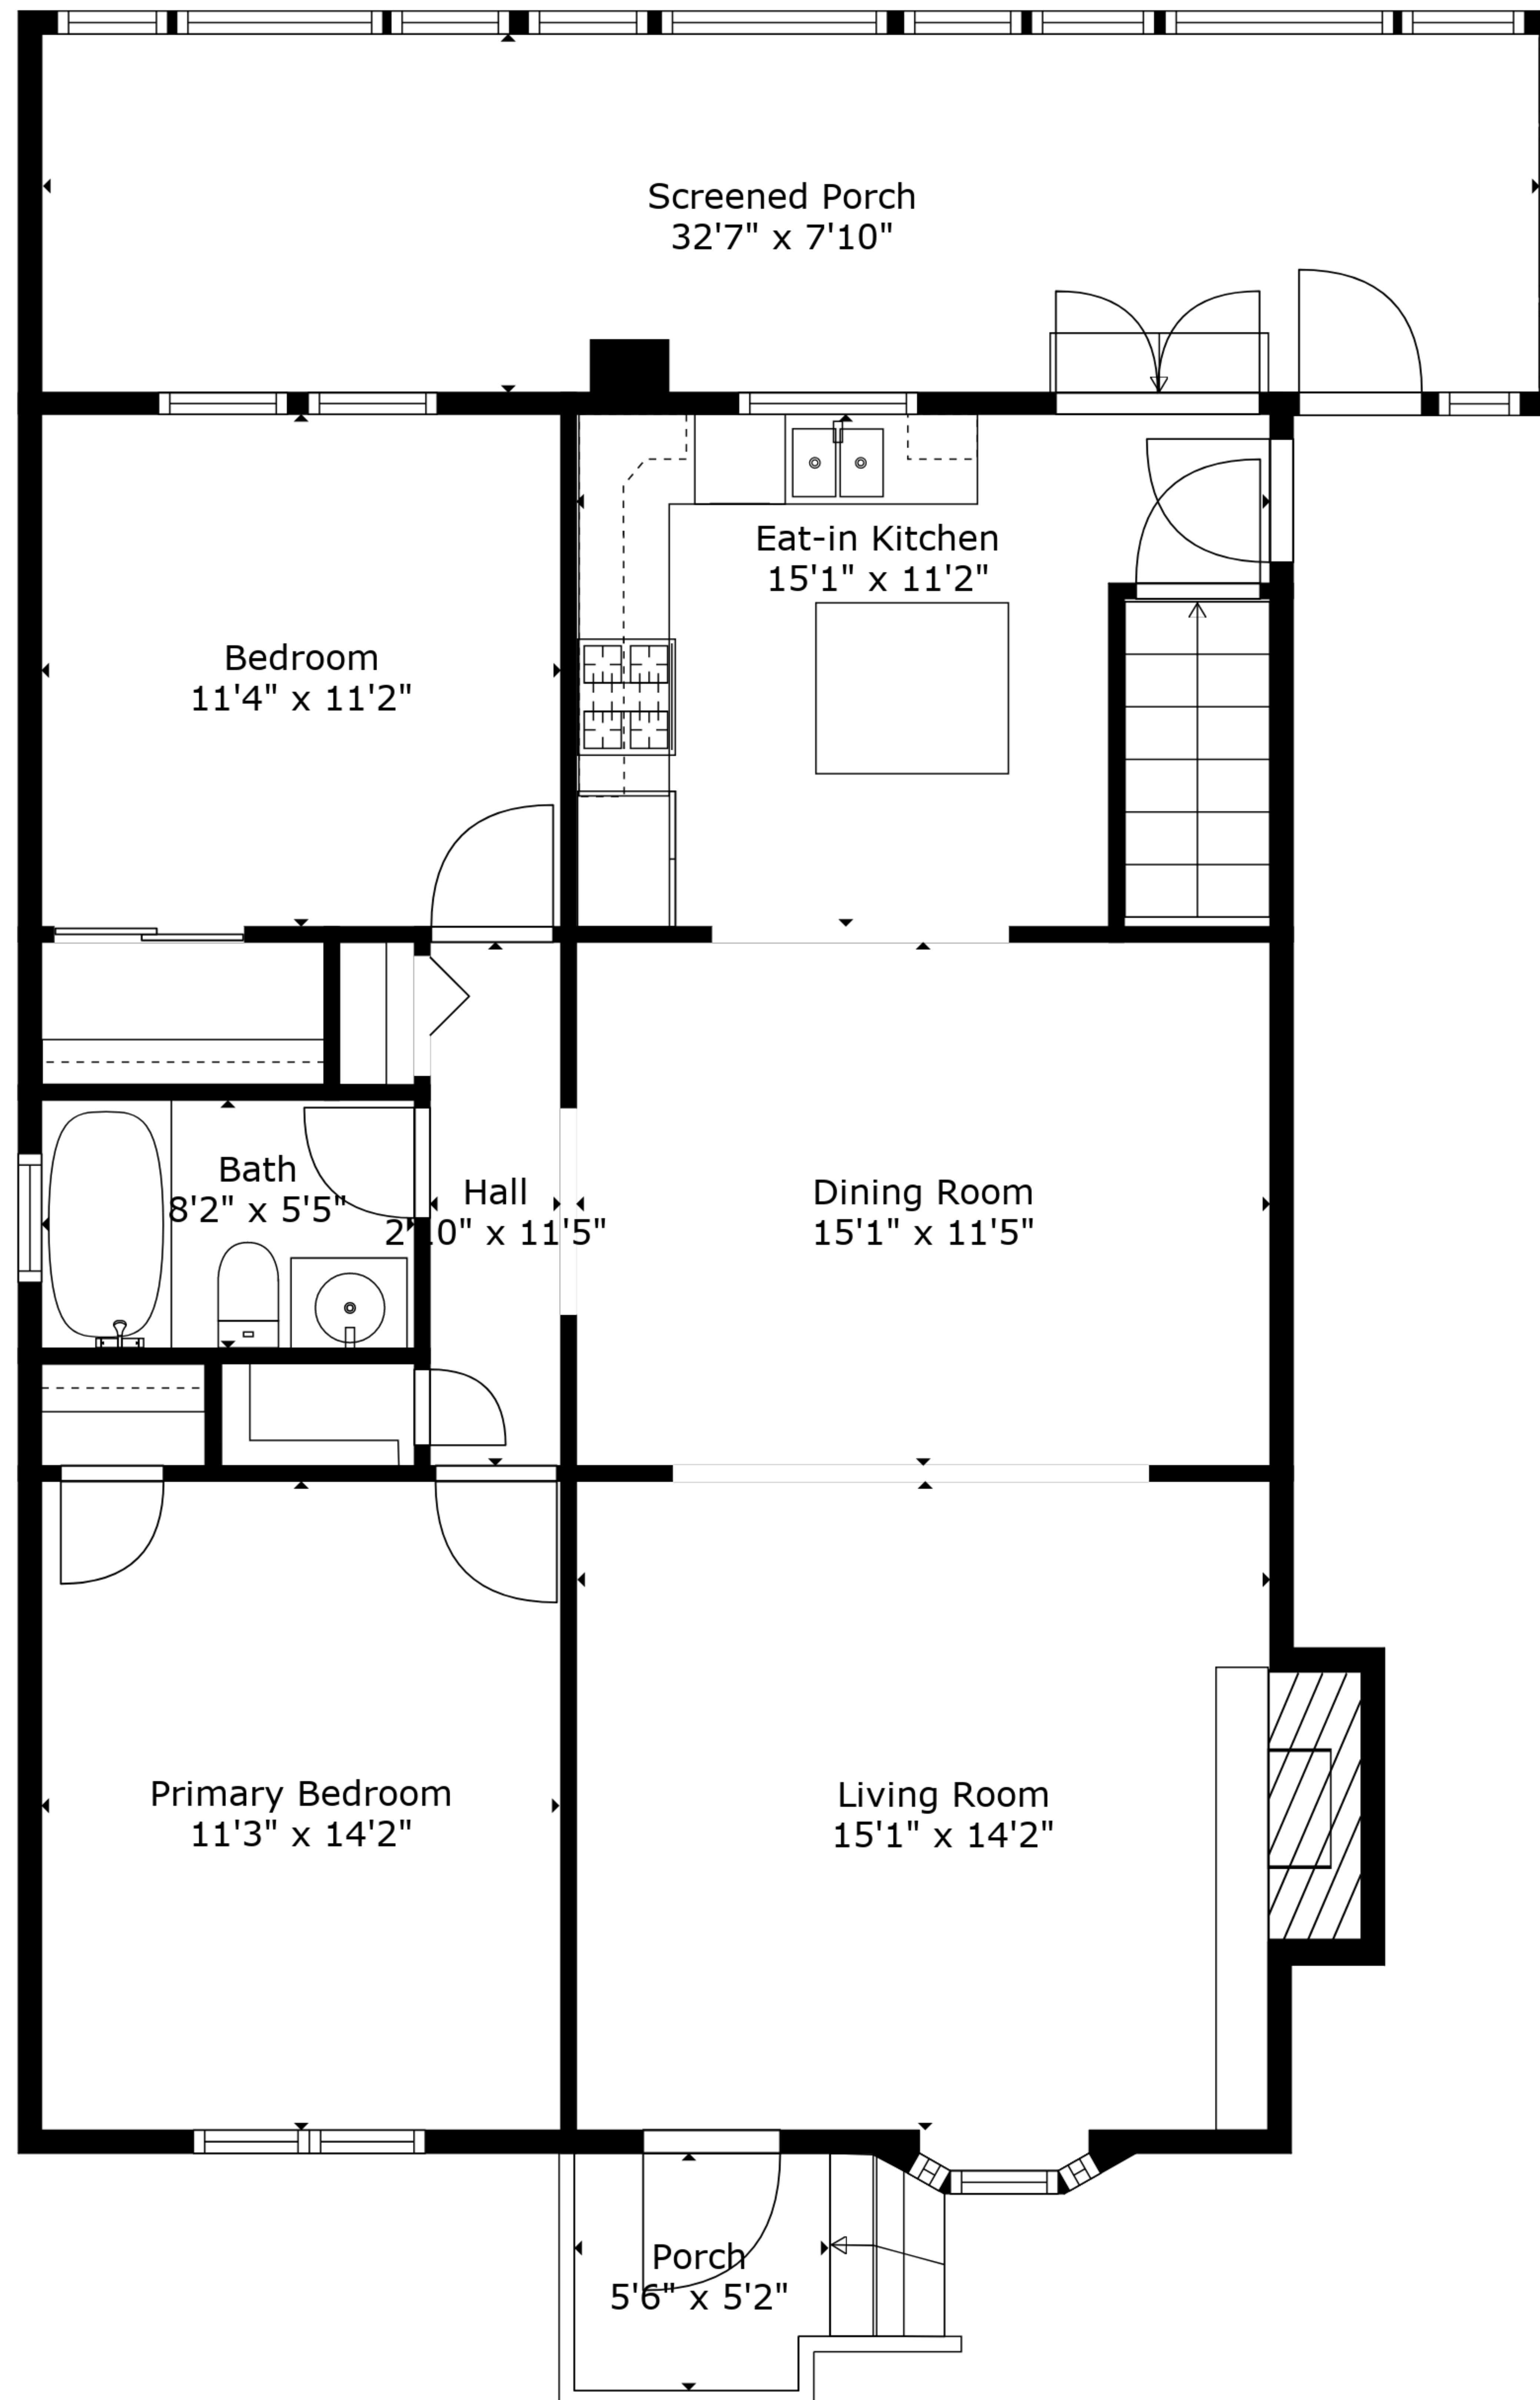 Screened Porch
32'7" x 7'10"
Eat-in Kitchen
15'1" x 11'2"
Bedroom
11'4" x 11'2"
Bath
8'2" x 5'5"
Hall
2'10" x 11'5"
Dining Room
15'1" x 11'5"
Primary Bedroom
11'3" x 14'2"
Living Room
15'1" x 14'2"
Porch
5'6" x 5'2"